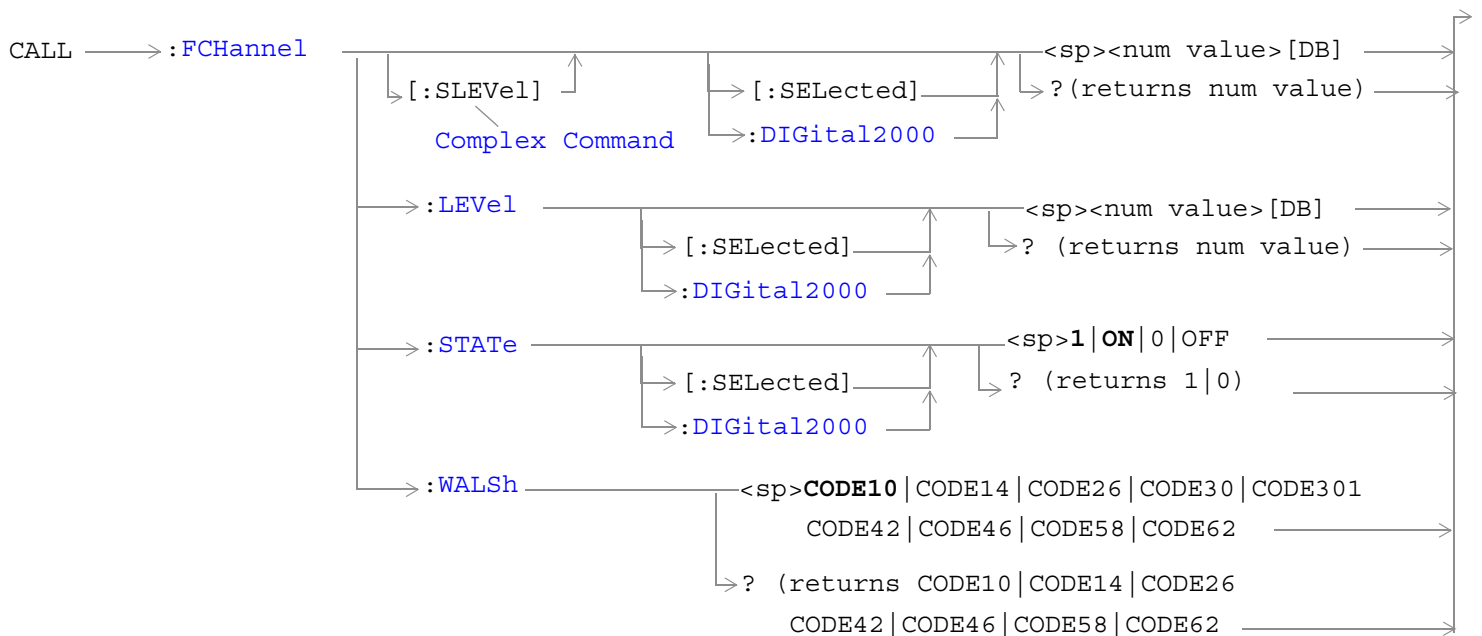 CALL :FCHannel <sp><num value>[DB]
[:SLEVel] [:SELected] ?(returns num value)
Complex Command :DIGital2000
:LEVel <sp><num value>[DB]
[:SELected] ? (returns num value)
:DIGital2000
:STATe <sp>1|ON|0|OFF
[:SELected] ? (returns 1|0)
:DIGital2000
:WALSh <sp>CODE10|CODE14|CODE26|CODE30|CODE301
CODE42|CODE46|CODE58|CODE62
? (returns CODE10|CODE14|CODE26
CODE42|CODE46|CODE58|CODE62